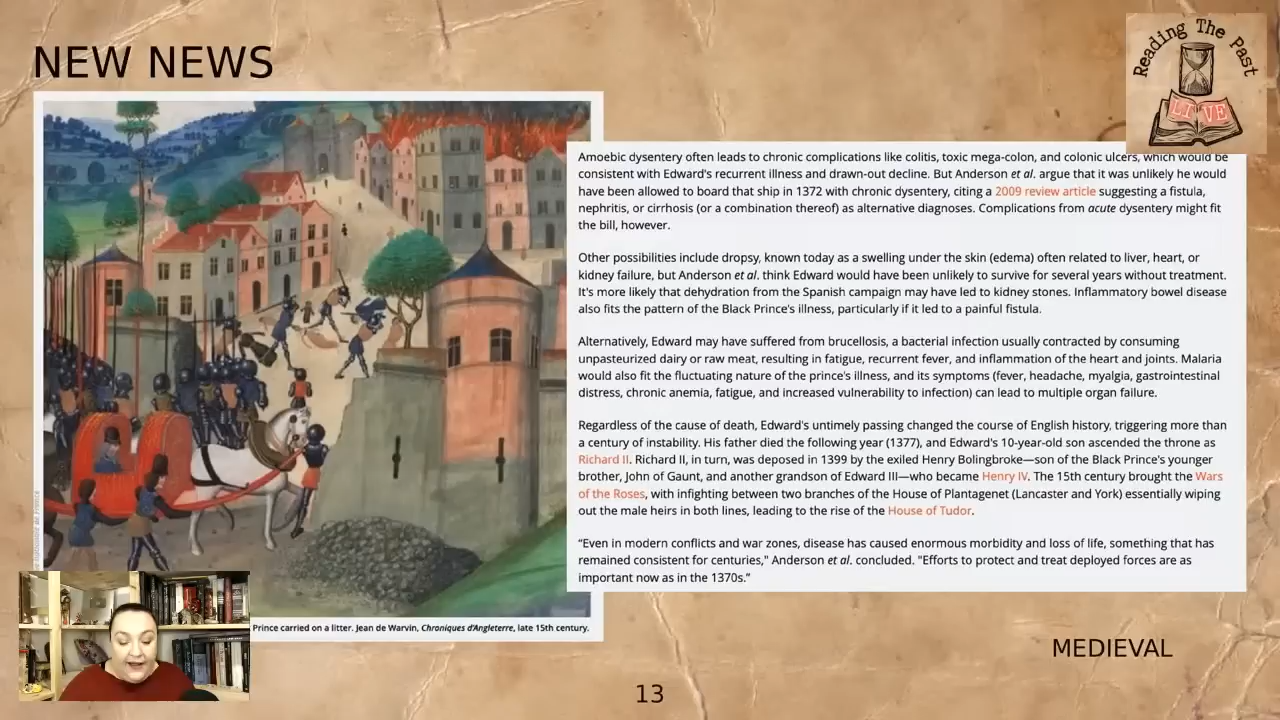 NEW NEWS
Reading The Past
LIVE
Amoebic dysentery often leads to chronic complications like colitis, toxic mega-colon, and colonic ulcers, which would be
consistent with Edward's recurrent illness and drawn-out decline. But Anderson et al. argue that it was unlikely he would
have been allowed to board that ship in 1372 with chronic dysentery, citing a 2009 review article suggesting a fistula,
nephritis, or cirrhosis (or a combination thereof) as alternative diagnoses. Complications from acute dysentery might fit
the bill, however.
Other possibilities include dropsy, known today as a swelling under the skin (edema) often related to liver, heart, or
kidney failure, but Anderson et al. think Edward would have been unlikely to survive for several years without treatment.
It's more likely that dehydration from the Spanish campaign may have led to kidney stones. Inflammatory bowel disease
also fits the pattern of the Black Prince's illness, particularly if it led to a painful fistula.
Alternatively, Edward may have suffered from brucellosis, a bacterial infection usually contracted by consuming
unpasteurized dairy or raw meat, resulting in fatigue, recurrent fever, and inflammation of the heart and joints. Malaria
would also fit the fluctuating nature of the prince's illness, and its symptoms (fever, headache, myalgia, gastrointestinal
distress, chronic anemia, fatigue, and increased vulnerability to infection) can lead to multiple organ failure.
Regardless of the cause of death, Edward's untimely passing changed the course of English history, triggering more than
a century of instability. His father died the following year (1377), and Edward's 10-year-old son ascended the throne as
Richard II. Richard II, in turn, was deposed in 1399 by the exiled Henry Bolingbroke—son of the Black Prince's younger
brother, John of Gaunt, and another grandson of Edward III—who became Henry IV. The 15th century brought the Wars
of the Roses, with infighting between two branches of the House of Plantagenet (Lancaster and York) essentially wiping
out the male heirs in both lines, leading to the rise of the House of Tudor.
“Even in modern conflicts and war zones, disease has caused enormous morbidity and loss of life, something that has
remained consistent for centuries," Anderson et al. concluded. "Efforts to protect and treat deployed forces are as
important now as in the 1370s.”
Prince carried on a litter. Jean de Warvin, Chroniques d'Angleterre, late 15th century.
MEDIEVAL
13